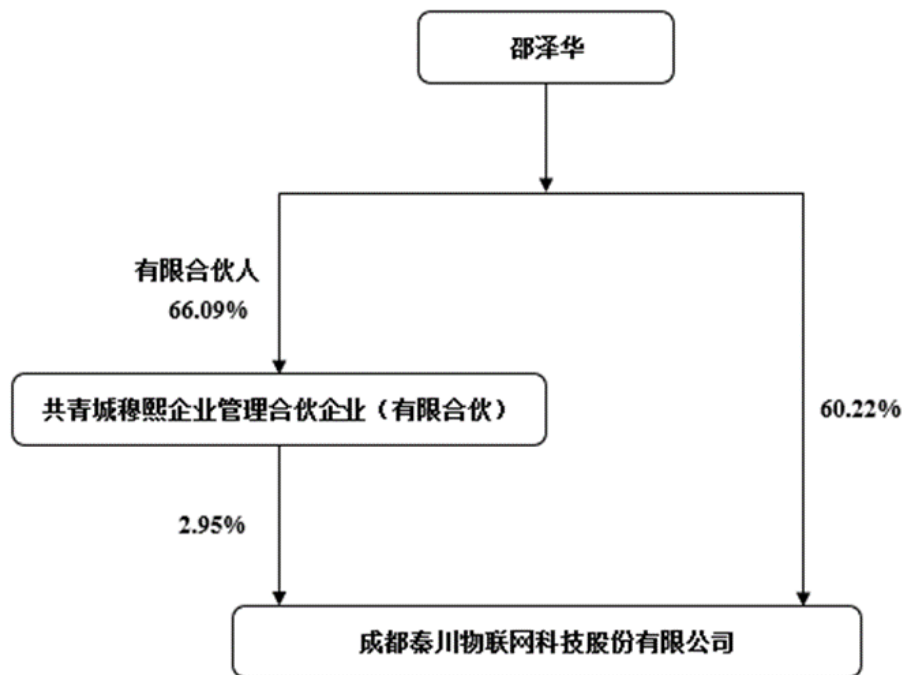 邵泽华
有限合伙人
66.09%
共青城穆熙企业管理合伙企业（有限合伙）
60.22%
2.95%
成都秦川物联网科技股份有限公司